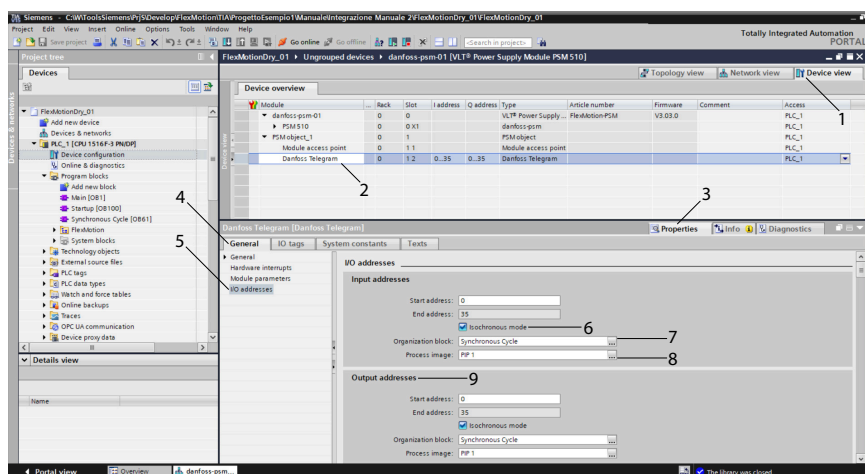 Siemens - C:\WiToolsSiemens\PrjS\Develop\FlexMotion\TIA\ProgettoEsempio1\Manuale\Integrazione Manuale 2\FlexMotionDry_01\FlexMotionDry_01
Project Edit View Insert Online Options Tools Window Help
Totally Integrated Automation
PORTAL
Save project
Go online Go offline <Search in project>
Project tree
FlexMotionDry_01 ▸ Ungrouped devices ▸ danfoss-psm-01 [VLT® Power Supply Module PSM510]
Devices
Topology view Network view Device view
1
Devices & networks
Device overview
Module ... Rack Slot I address Q address Type Article number Firmware Comment Access
danfoss-psm-01 0 0 VLT® Power Supply ... FlexMotion-PSM V3.03.0 PLC_1
PSM 510 0 0 X1 danfoss-psm PLC_1
PSM object_1 0 1 PSM object PLC_1
Module access point 0 1 1 Module access point PLC_1
Danfoss Telegram 0 1 2 0...35 0...35 Danfoss Telegram PLC_1
2
3
FlexMotionDry_01
Add new device
Devices & networks
PLC_1 [CPU 1516F-3 PN/DP]
Device configuration
Online & diagnostics
Program blocks
Add new block
Main [OB1]
Startup [OB100]
Synchronous Cycle [OB61]
FlexMotion
System blocks
Technology objects
External source files
PLC tags
PLC data types
Watch and force tables
Online backups
Traces
OPC UA communication
Device proxy data
Details view
Name
4
5
Danfoss Telegram [Danfoss Telegram]
Properties Info Diagnostics
General IO tags System constants Texts
General
Hardware interrupts
Module parameters
I/O addresses
I/O addresses
Input addresses
Start address: 0
End address: 35
Isochronous mode 6
Organization block: Synchronous Cycle ... 7
Process image: PIP 1 ... 8
Output addresses 9
Start address: 0
End address: 35
Isochronous mode
Organization block: Synchronous Cycle ...
Process image: PIP 1 ...
Portal view Overview danfoss-psm...
The library was closed